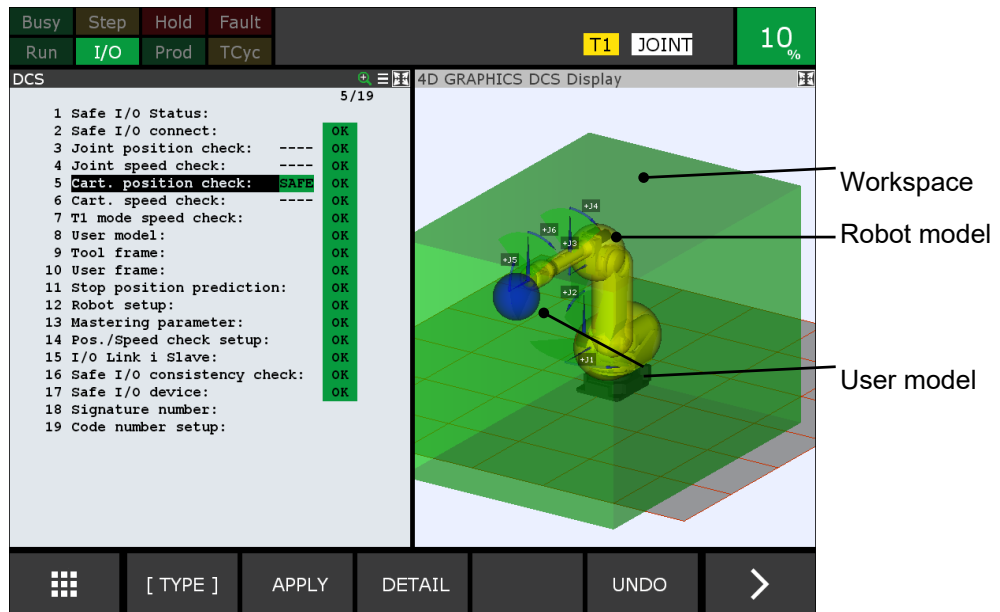 Busy Step Hold Fault
Run I/O Prod TCyc
T1 JOINT
10%
DCS
5/19
1 Safe I/O Status:
2 Safe I/O connect: OK
3 Joint position check: ---- OK
4 Joint speed check: ---- OK
5 Cart. position check: SAFE OK
6 Cart. speed check: ---- OK
7 T1 mode speed check: OK
8 User model: OK
9 Tool frame: OK
10 User frame: OK
11 Stop position prediction: OK
12 Robot setup: OK
13 Mastering parameter: OK
14 Pos./Speed check setup: OK
15 I/O Link i Slave: OK
16 Safe I/O consistency check: OK
17 Safe I/O device: OK
18 Signature number:
19 Code number setup:
4D GRAPHICS DCS Display
+J4
+J6
+J3
+J5
+J2
+J1
Workspace
Robot model
User model
[ TYPE ] APPLY DETAIL UNDO >